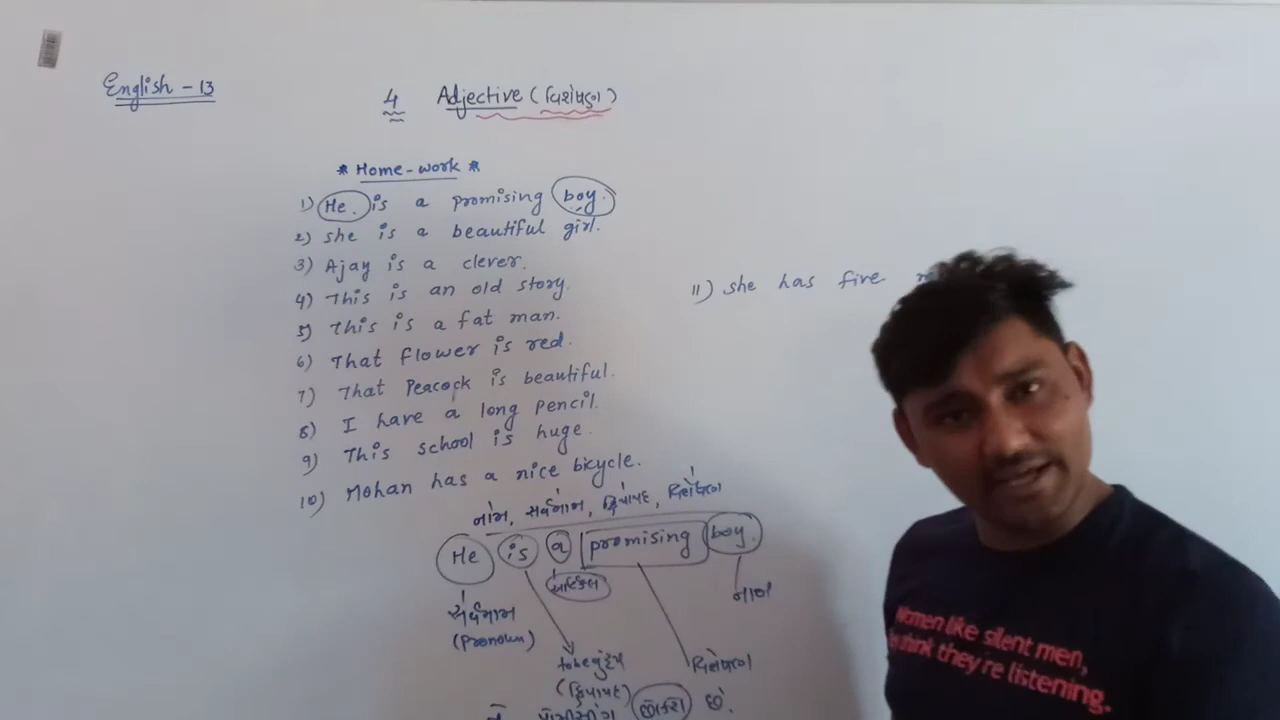 English - 13
4 Adjective (વિશેષણ)
* Home-work *
1) He is a promising boy.
2) She is a beautiful girl.
3) Ajay is a clever.
4) This is an old story.
5) This is a fat man.
6) That flower is red.
7) That Peacock is beautiful.
8) I have a long pencil.
9) This school is huge.
10) Mohan has a nice bicycle.
11) She has five
નામ, સર્વનામ, ક્રિયાપદ, વિશેષણ
He is a promising boy.
આર્ટિકલ
નામ
સર્વનામ
(Pronoun)
વિશેષણ
(ક્રિયાપદ)
છોકરો છે.
Women like silent men,
think they're listening.